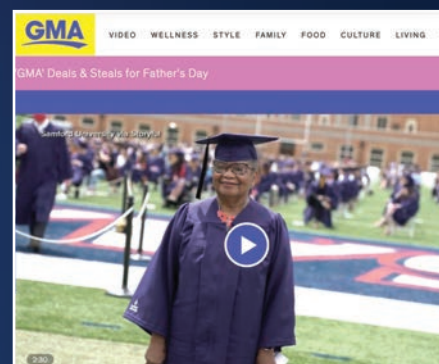 GMA
VIDEO WELLNESS STYLE FAMILY FOOD CULTURE LIVING
'GMA' Deals & Steals for Father's Day
Samford University via Storyful
2:30